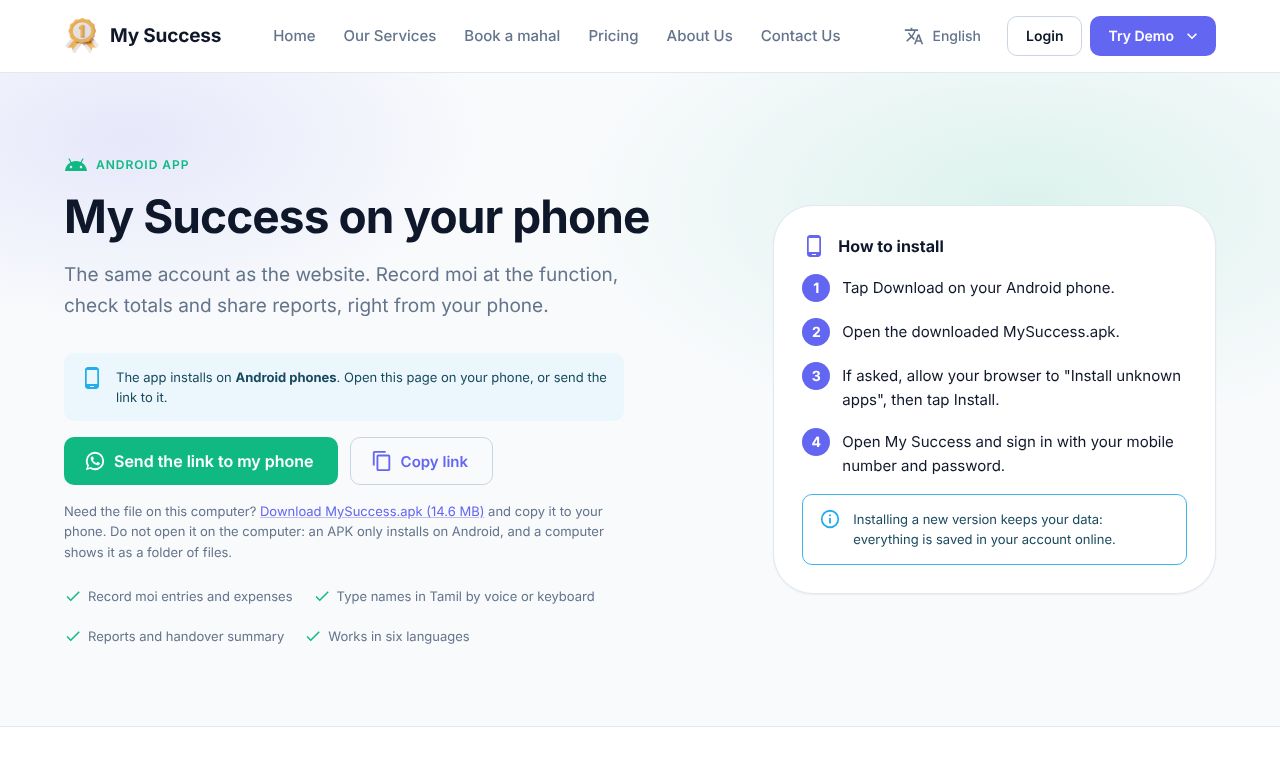 My Success
Home
Our Services
Book a mahal
Pricing
About Us
Contact Us
English
Login
Try Demo
ANDROID APP
My Success on your phone
The same account as the website. Record moi at the function,
check totals and share reports, right from your phone.
The app installs on Android phones. Open this page on your phone, or send the
link to it.
Send the link to my phone
Copy link
Need the file on this computer? Download MySuccess.apk (14.6 MB) and copy it to your
phone. Do not open it on the computer: an APK only installs on Android, and a computer
shows it as a folder of files.
Record moi entries and expenses
Type names in Tamil by voice or keyboard
Reports and handover summary
Works in six languages
How to install
1 Tap Download on your Android phone.
2 Open the downloaded MySuccess.apk.
3 If asked, allow your browser to "Install unknown
apps", then tap Install.
4 Open My Success and sign in with your mobile
number and password.
Installing a new version keeps your data:
everything is saved in your account online.